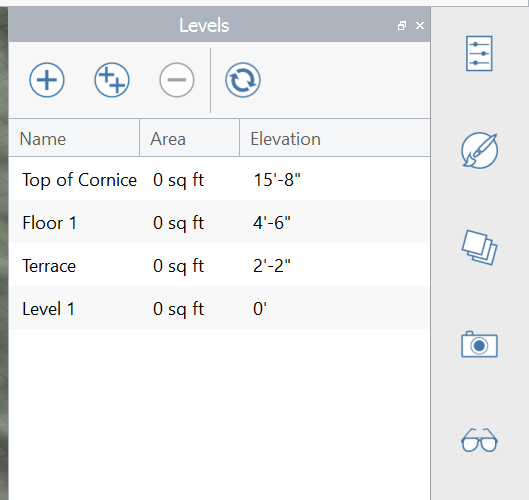 Levels
Name Area Elevation
Top of Cornice 0 sq ft 15'-8"
Floor 1 0 sq ft 4'-6"
Terrace 0 sq ft 2'-2"
Level 1 0 sq ft 0'